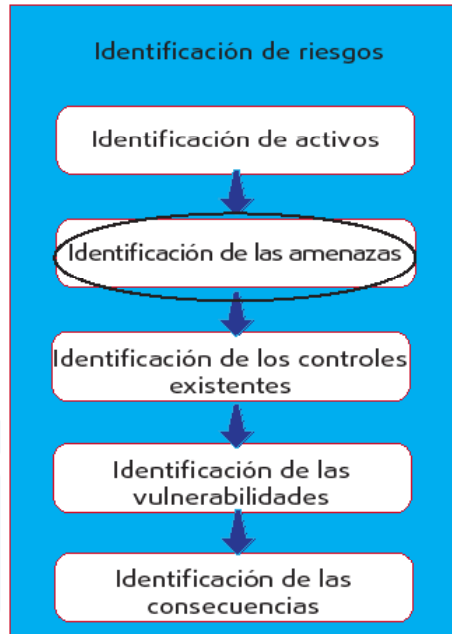 Identificación de riesgos
Identificación de activos
Identificación de las amenazas
Identificación de los controles
existentes
Identificación de las
vulnerabilidades
Identificación de las
consecuencias